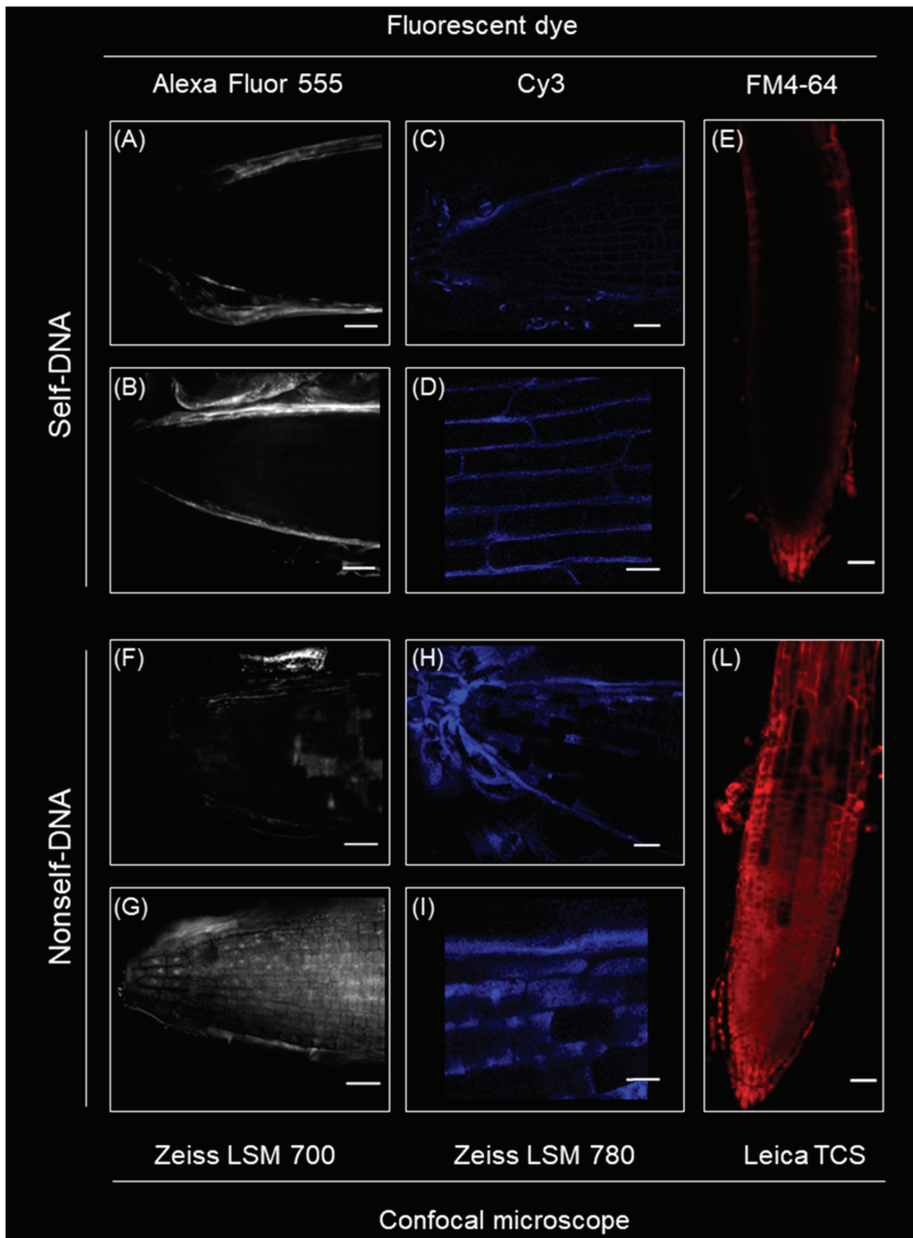 Fluorescent dye
Alexa Fluor 555
Cy3
FM4-64
Self-DNA
(A)
(C)
(E)
(B)
(D)
Nonself-DNA
(F)
(H)
(L)
(G)
(I)
Zeiss LSM 700
Zeiss LSM 780
Leica TCS
Confocal microscope